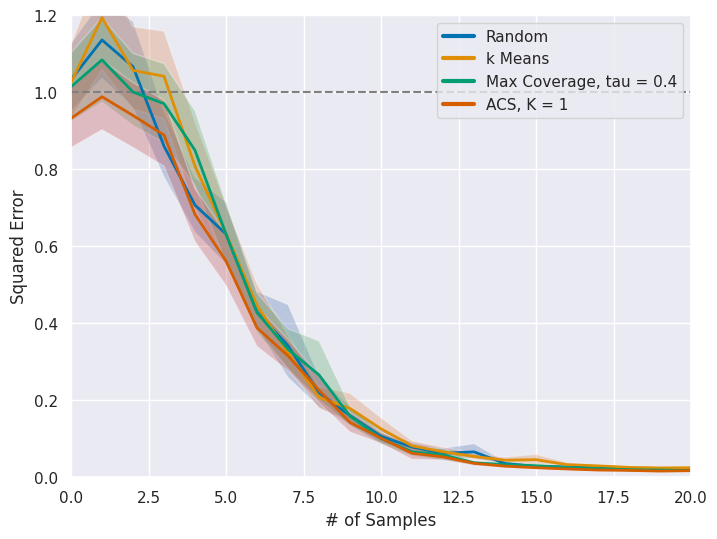 1.2
1.0
0.8
0.6
0.4
0.2
0.0
Squared Error
Random
k Means
Max Coverage, tau = 0.4
ACS, K = 1
0.0 2.5 5.0 7.5 10.0 12.5 15.0 17.5 20.0
# of Samples